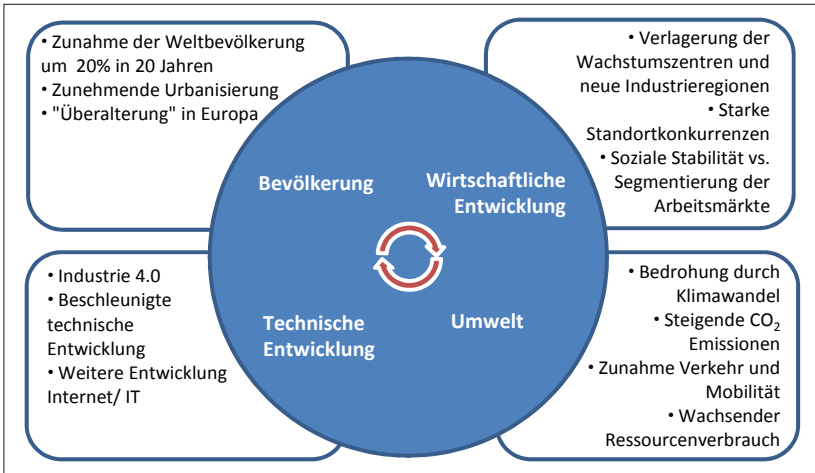 • Zunahme der Weltbevölkerung
um 20% in 20 Jahren
• Zunehmende Urbanisierung
• "Überalterung" in Europa
• Verlagerung der
Wachstumszentren und
neue Industrieregionen
• Starke
Standortkonkurrenzen
• Soziale Stabilität vs.
Segmentierung der
Arbeitsmärkte
Bevölkerung
Wirtschaftliche
Entwicklung
Technische
Entwicklung
Umwelt
• Industrie 4.0
• Beschleunigte
technische
Entwicklung
• Weitere Entwicklung
Internet/ IT
• Bedrohung durch
Klimawandel
• Steigende CO₂
Emissionen
• Zunahme Verkehr und
Mobilität
• Wachsender
Ressourcenverbrauch